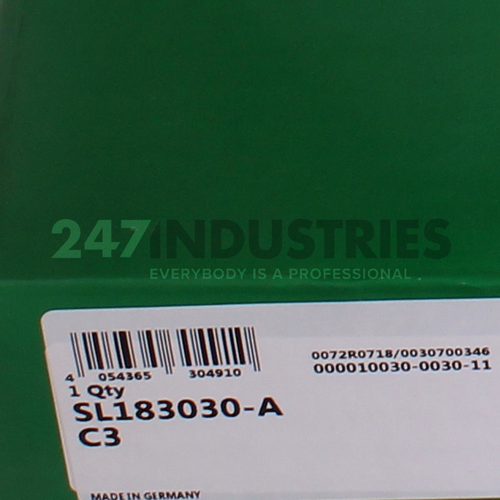 247INDUSTRIES
EVERYBODY IS A PROFESSIONAL
4 054365 304910
0072R0718/0030700346
000010030-0030-11
1 Qty
SL183030-A
C3
MADE IN GERMANY